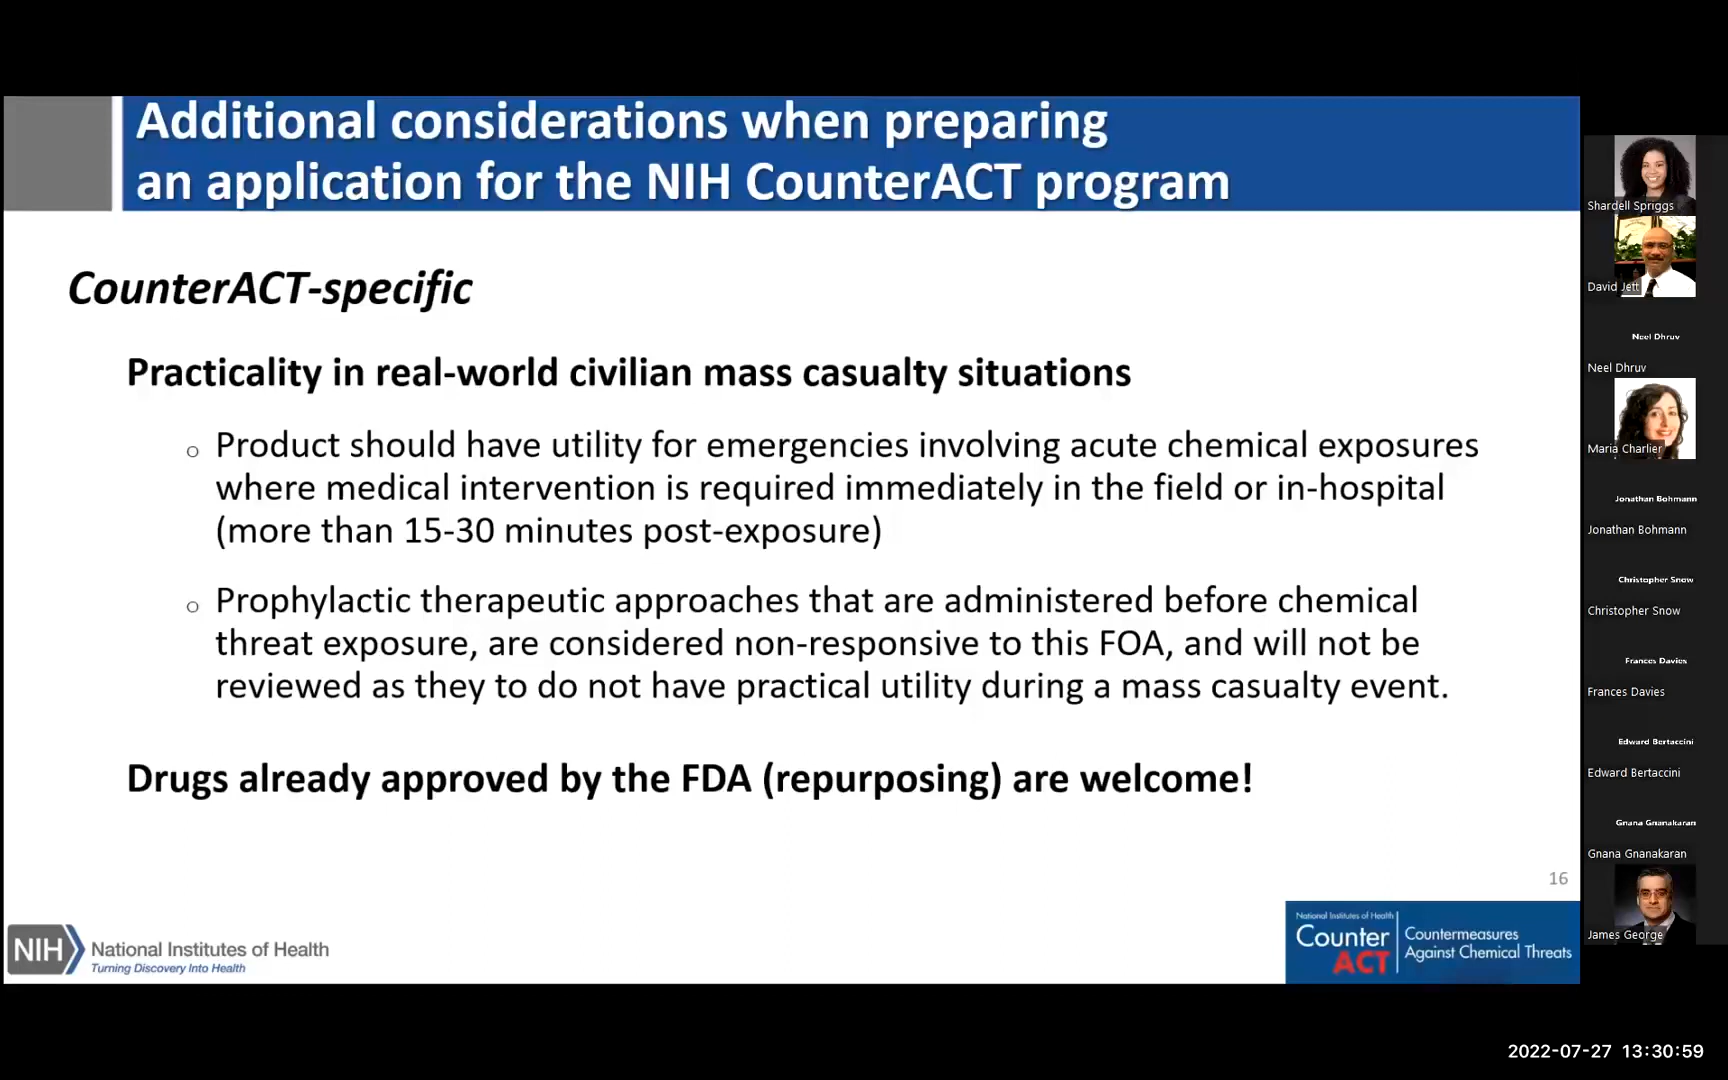 Additional considerations when preparing
an application for the NIH CounterACT program
CounterACT-specific
Practicality in real-world civilian mass casualty situations
o Product should have utility for emergencies involving acute chemical exposures
where medical intervention is required immediately in the field or in-hospital
(more than 15-30 minutes post-exposure)
o Prophylactic therapeutic approaches that are administered before chemical
threat exposure, are considered non-responsive to this FOA, and will not be
reviewed as they to do not have practical utility during a mass casualty event.
Drugs already approved by the FDA (repurposing) are welcome!
16
NIH National Institutes of Health
Turning Discovery Into Health
National Institutes of Health
Counter
ACT
Countermeasures
Against Chemical Threats
Shardell Spriggs
David Jett
Neel Dhruv
Neel Dhruv
Maria Charlier
Jonathan Bohmann
Jonathan Bohmann
Christopher Snow
Christopher Snow
Frances Davies
Frances Davies
Edward Bertaccini
Edward Bertaccini
Gnana Gnanakaran
Gnana Gnanakaran
James George
2022-07-27 13:30:59